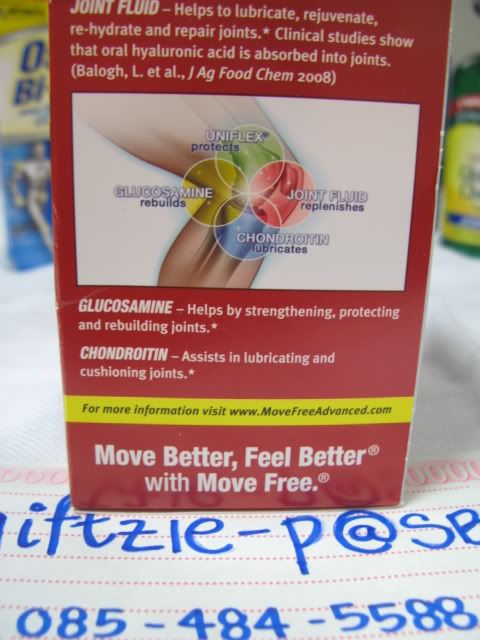 JOINT FLUID – Helps to lubricate, rejuvenate,
re-hydrate and repair joints.* Clinical studies show
that oral hyaluronic acid is absorbed into joints.
(Balogh, L. et al., J Ag Food Chem 2008)
UNIFLEX®
protects
GLUCOSAMINE
rebuilds
JOINT FLUID
replenishes
CHONDROITIN
lubricates
GLUCOSAMINE – Helps by strengthening, protecting
and rebuilding joints.*
CHONDROITIN – Assists in lubricating and
cushioning joints.*
For more information visit www.MoveFreeAdvanced.com
Move Better, Feel Better®
with Move Free.®
giftzie-p@SP
085-484-5588